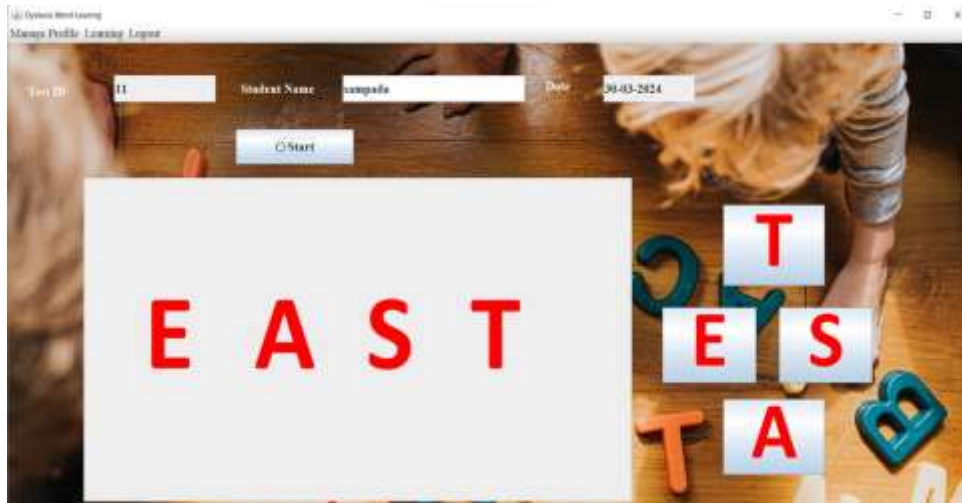 Dyslexia Word Learning
Manage Profile Learning Logout
Test ID 11 Student Name sampada Date 30-03-2024
Start
E A S T
T
E S
A
T
B